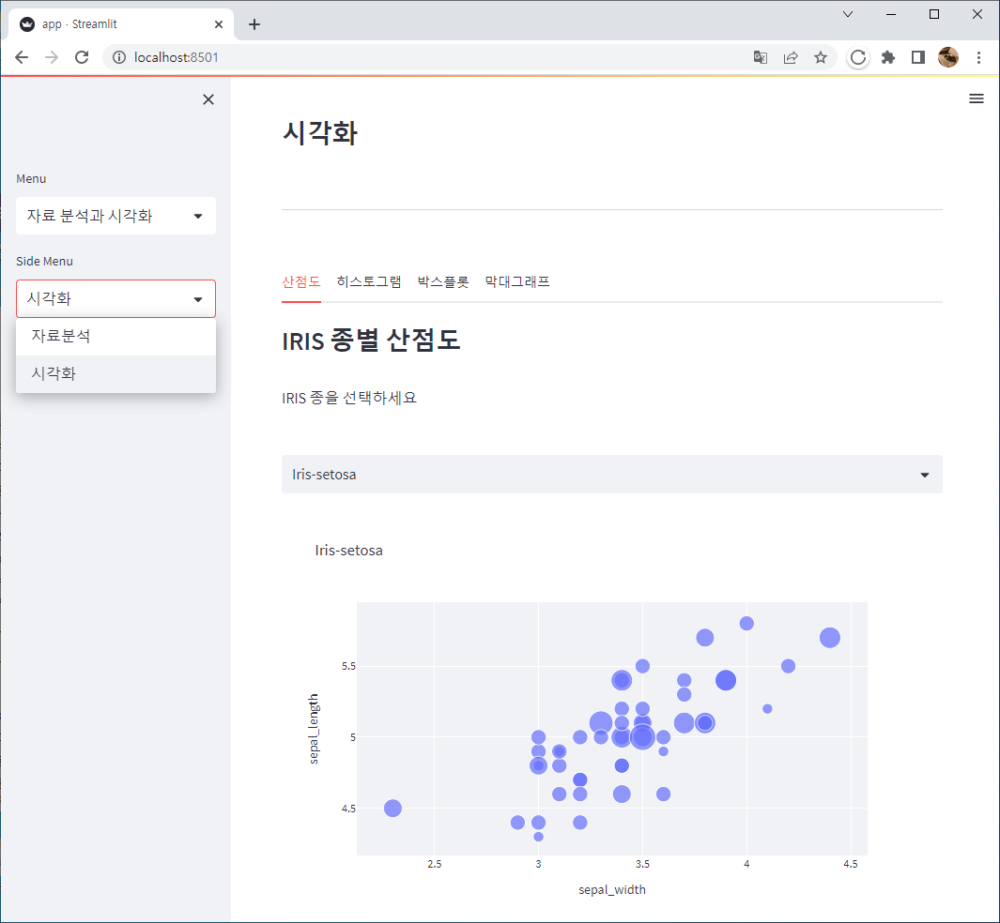 app · Streamlit
localhost:8501
Menu
자료 분석과 시각화
Side Menu
시각화
자료분석
시각화
시각화
산점도 히스토그램 박스플롯 막대그래프
IRIS 종별 산점도
IRIS 종을 선택하세요
Iris-setosa
Iris-setosa
sepal_length
5.5
5
4.5
2.5 3 3.5 4 4.5
sepal_width